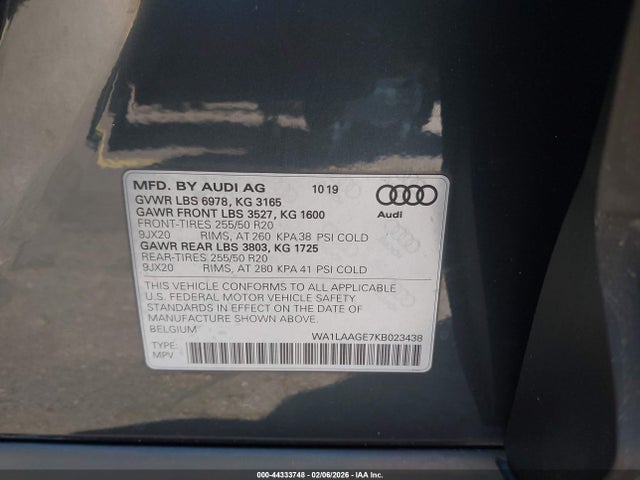 MFD. BY AUDI AG 10 19
GVWR LBS 6978, KG 3165
GAWR FRONT LBS 3527, KG 1600
Audi
FRONT-TIRES 255/50 R20
9JX20 RIMS, AT 260 KPA 38 PSI COLD
GAWR REAR LBS 3803, KG 1725
REAR-TIRES 255/50 R20
9JX20 RIMS, AT 280 KPA 41 PSI COLD
THIS VEHICLE CONFORMS TO ALL APPLICABLE
U.S. FEDERAL MOTOR VEHICLE SAFETY
STANDARDS IN EFFECT ON THE DATE OF
MANUFACTURE SHOWN ABOVE.
BELGIUM
WA1LAAGE7KB023438
TYPE:
MPV
000-44333748 - 02/06/2026 - IAA Inc.